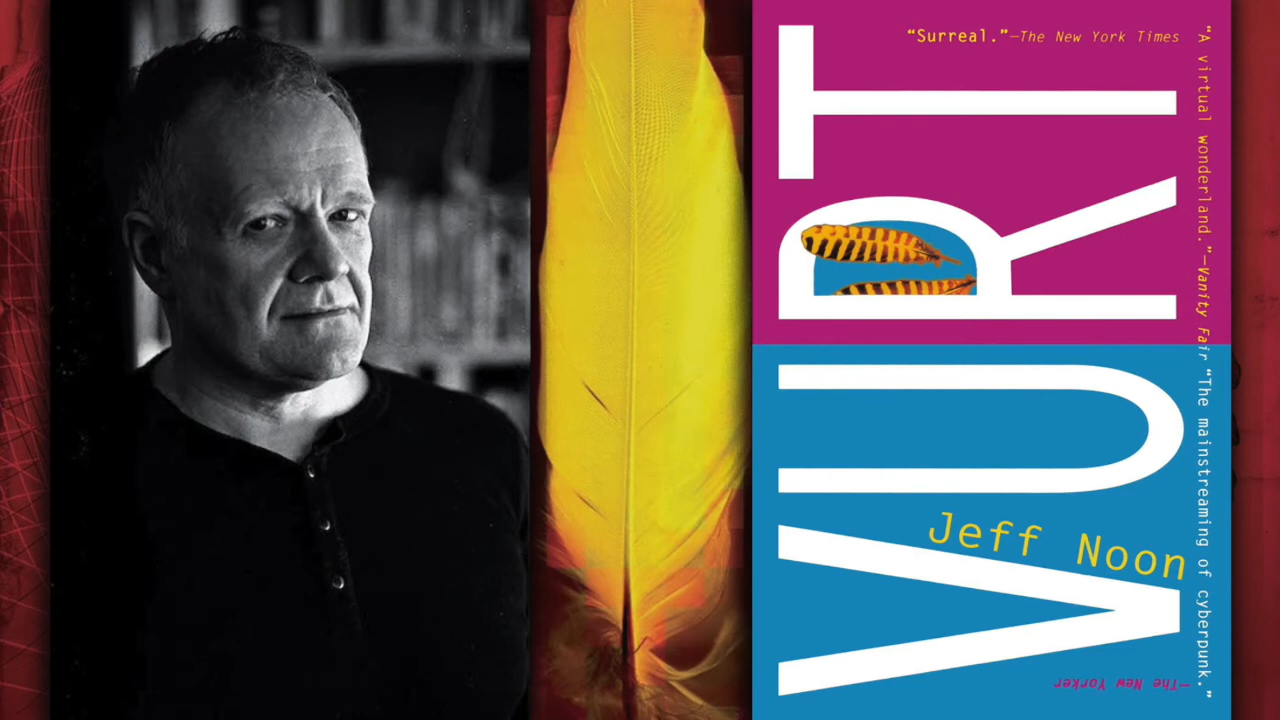 “Surreal.”—The New York Times
“A virtual wonderland.”—Vanity Fair “The mainstreaming of cyberpunk.”
—The New Yorker
VURT
Jeff Noon